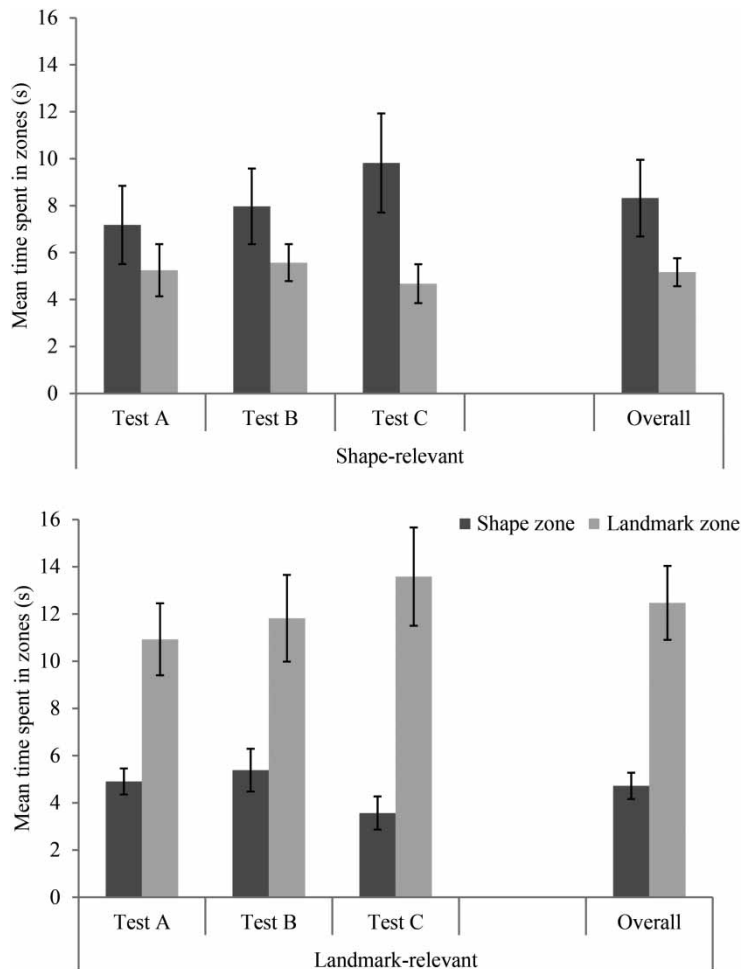 Mean time spent in zones (s)
16
14
12
10
8
6
4
2
0
Test A Test B Test C Overall
Shape-relevant
Mean time spent in zones (s)
16
14
12
10
8
6
4
2
0
Shape zone Landmark zone
Test A Test B Test C Overall
Landmark-relevant